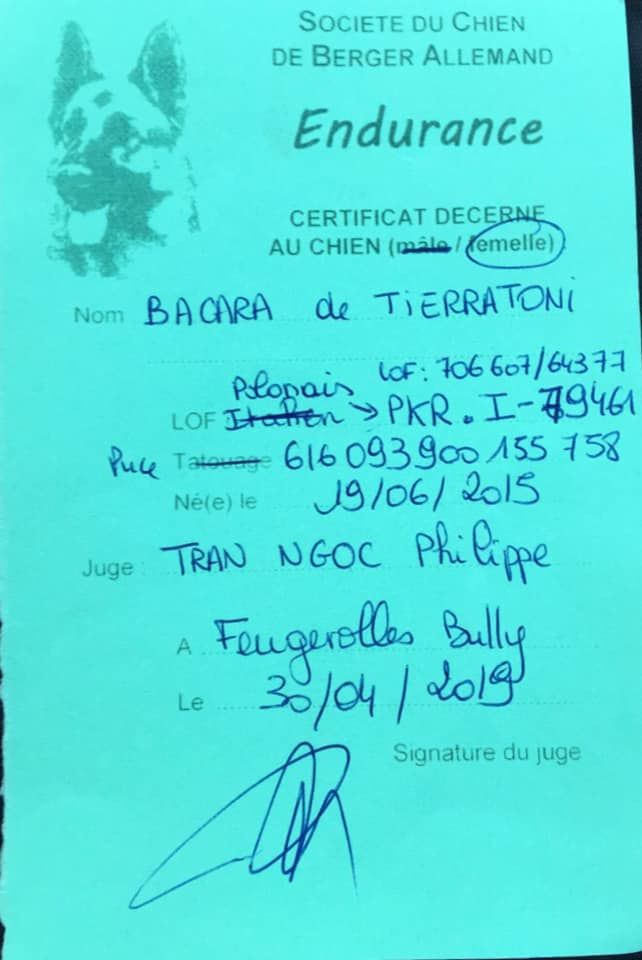 SOCIETE DU CHIEN
DE BERGER ALLEMAND
Endurance
CERTIFICAT DECERNE
AU CHIEN (mâle / femelle)
Nom BACARA de TIERRATONI
LOF: 706 607/64377
Polonais
LOF Italien → PKR. I-79461
Puce Tatouage 616 093 900 155 758
Né(e) le 19/06/2015
Juge : TRAN NGOC Philippe
A Feugerolles Bully
Le 30/04/2019
Signature du juge